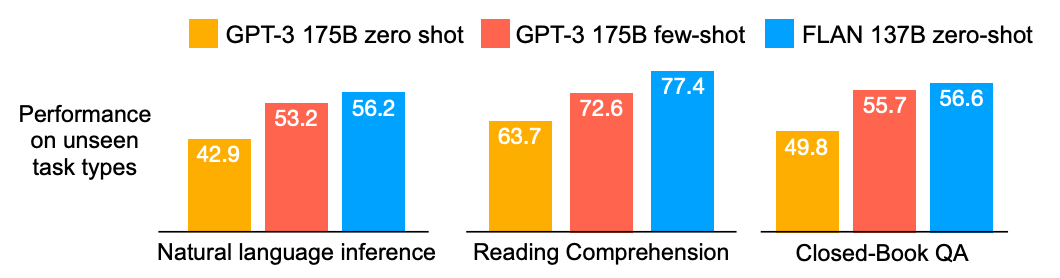 GPT-3 175B zero shot GPT-3 175B few-shot FLAN 137B zero-shot
Performance
on unseen
task types
42.9 53.2 56.2
63.7 72.6 77.4
49.8 55.7 56.6
Natural language inference Reading Comprehension Closed-Book QA